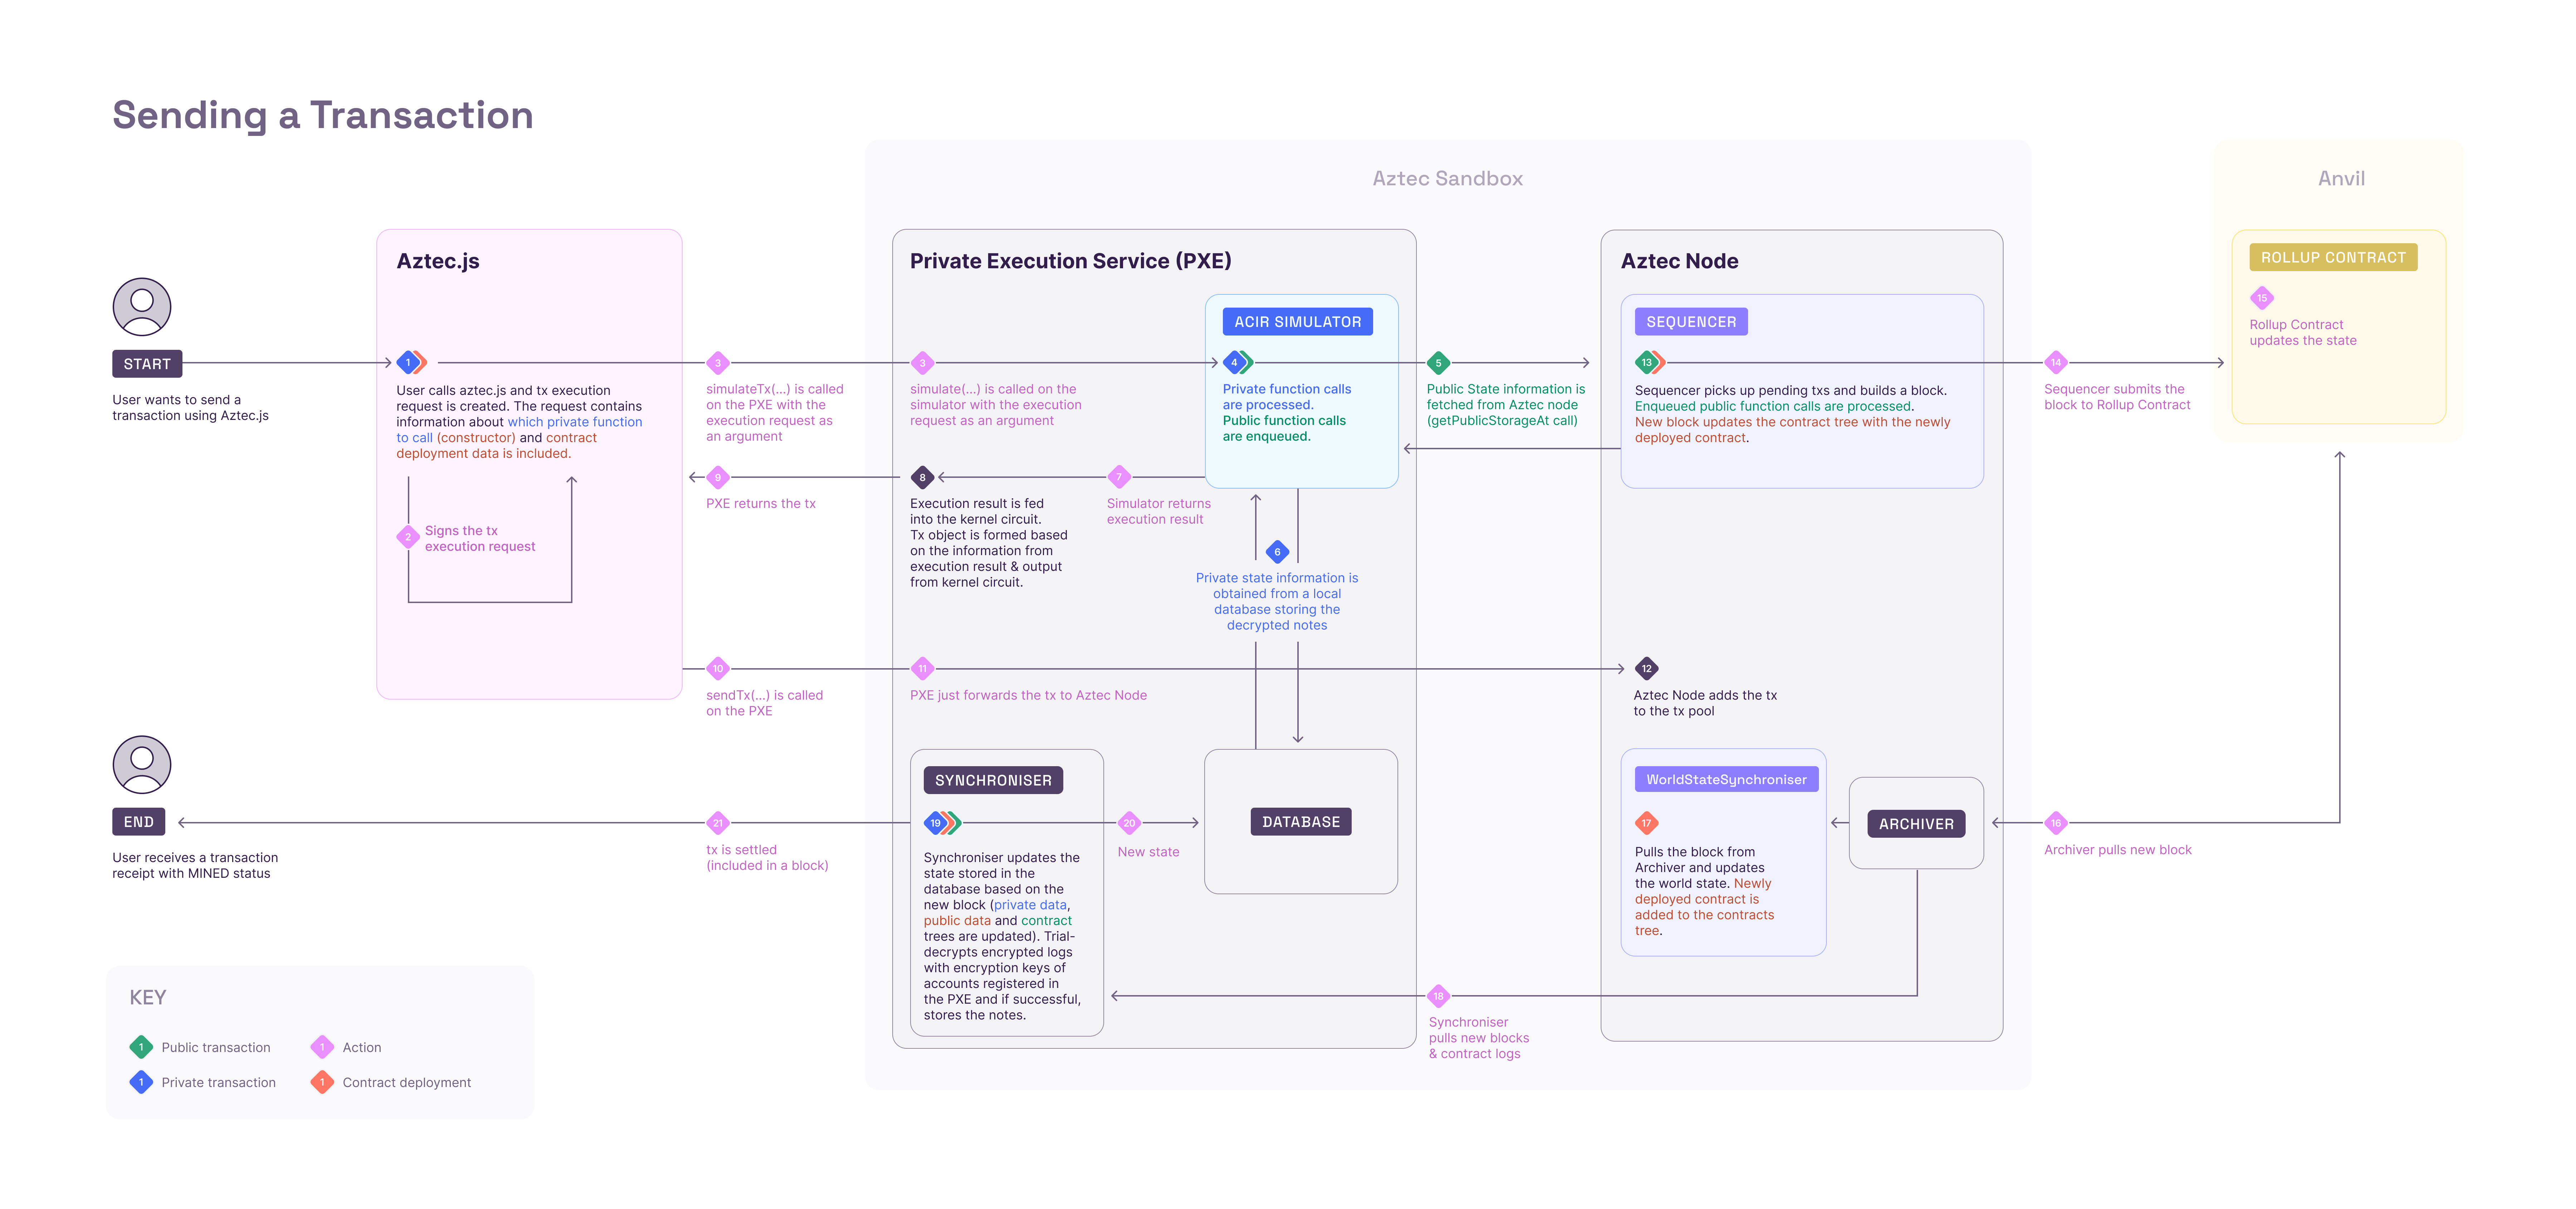 Sending a Transaction
Aztec Sandbox
Anvil
START
User wants to send a
transaction using Aztec.js
Aztec.js
1
User calls aztec.js and tx execution
request is created. The request contains
information about which private function
to call (constructor) and contract
deployment data is included.
2
Signs the tx
execution request
3
simulateTx(...) is called
on the PXE with the
execution request as
an argument
Private Execution Service (PXE)
3
simulate(...) is called on the
simulator with the execution
request as an argument
ACIR SIMULATOR
4
Private function calls
are processed.
Public function calls
are enqueued.
5
Public State information is
fetched from Aztec node
(getPublicStorageAt call)
6
Private state information is
obtained from a local
database storing the
decrypted notes
7
Simulator returns
execution result
8
Execution result is fed
into the kernel circuit.
Tx object is formed based
on the information from
execution result & output
from kernel circuit.
9
PXE returns the tx
10
sendTx(...) is called
on the PXE
11
PXE just forwards the tx to Aztec Node
Aztec Node
12
Aztec Node adds the tx
to the tx pool
SEQUENCER
13
Sequencer picks up pending txs and builds a block.
Enqueued public function calls are processed.
New block updates the contract tree with the newly
deployed contract.
14
Sequencer submits the
block to Rollup Contract
ROLLUP CONTRACT
15
Rollup Contract
updates the state
16
Archiver pulls new block
ARCHIVER
WorldStateSynchroniser
17
Pulls the block from
Archiver and updates
the world state. Newly
deployed contract is
added to the contracts
tree.
18
Synchroniser
pulls new blocks
& contract logs
SYNCHRONISER
19
Synchroniser updates the
state stored in the
database based on the
new block (private data,
public data and contract
trees are updated). Trial-
decrypts encrypted logs
with encryption keys of
accounts registered in
the PXE and if successful,
stores the notes.
20
New state
DATABASE
21
tx is settled
(included in a block)
END
User receives a transaction
receipt with MINED status
KEY
1 Public transaction
1 Action
1 Private transaction
1 Contract deployment